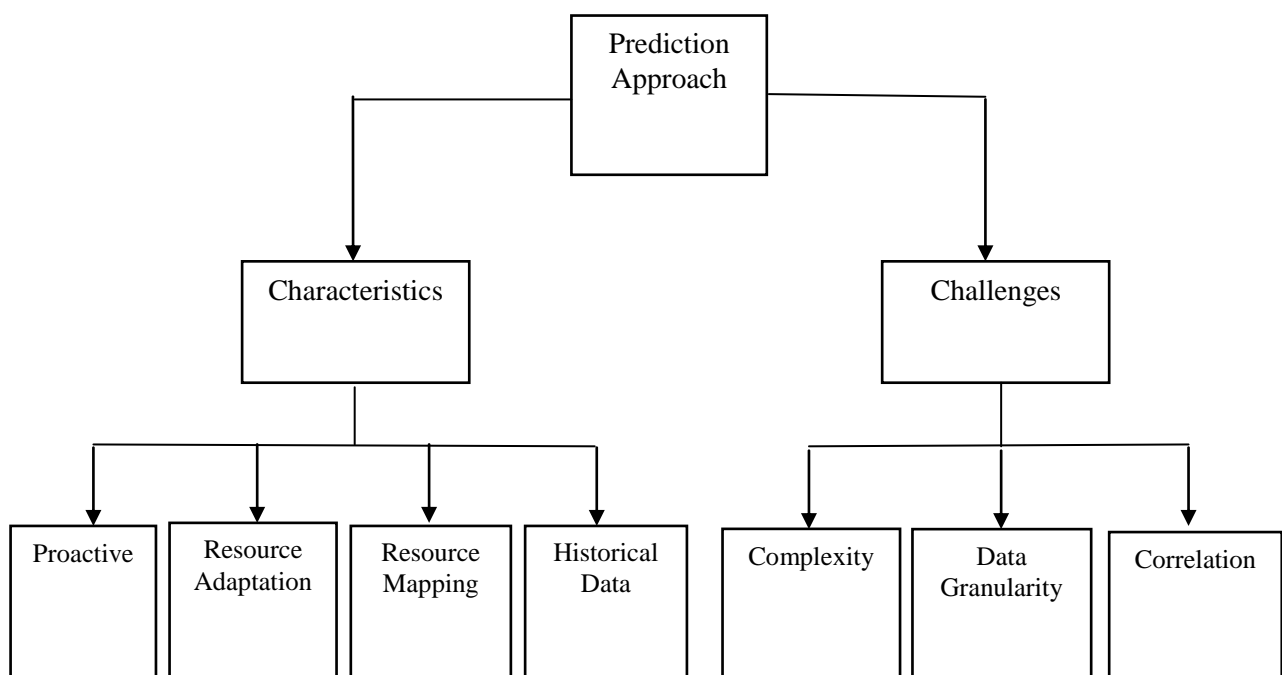 Prediction
Approach
Characteristics
Challenges
Proactive
Resource
Adaptation
Resource
Mapping
Historical
Data
Complexity
Data
Granularity
Correlation